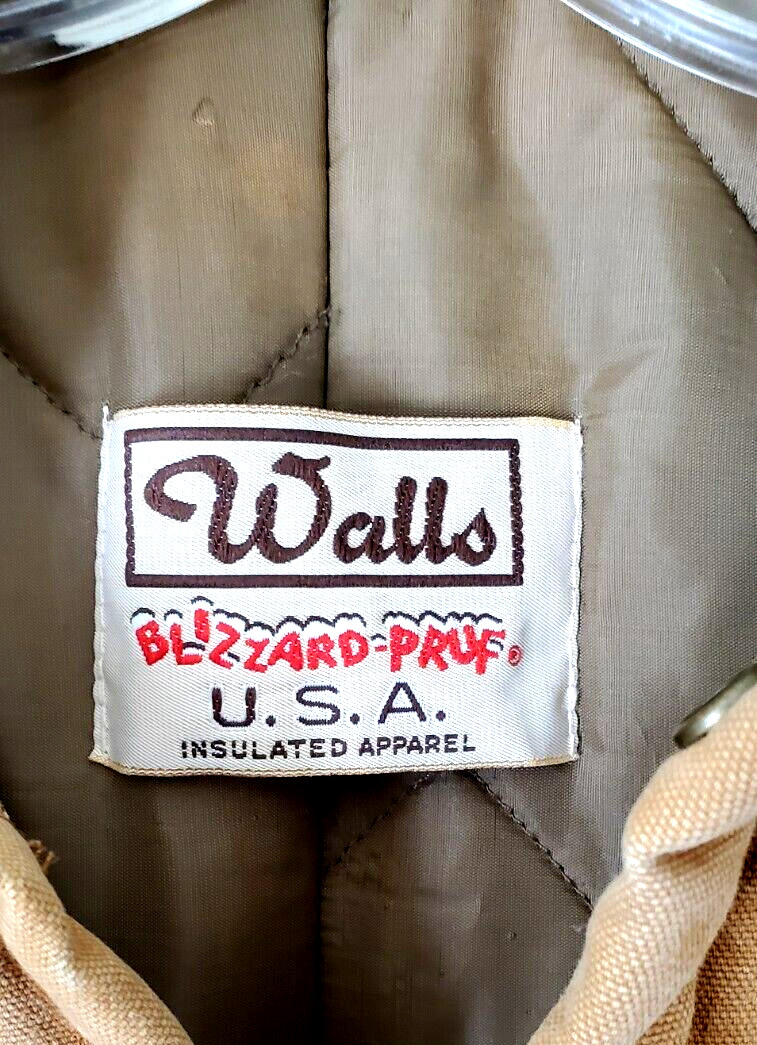 Walls
BLIZZARD-PRUF®
U.S.A.
INSULATED APPAREL